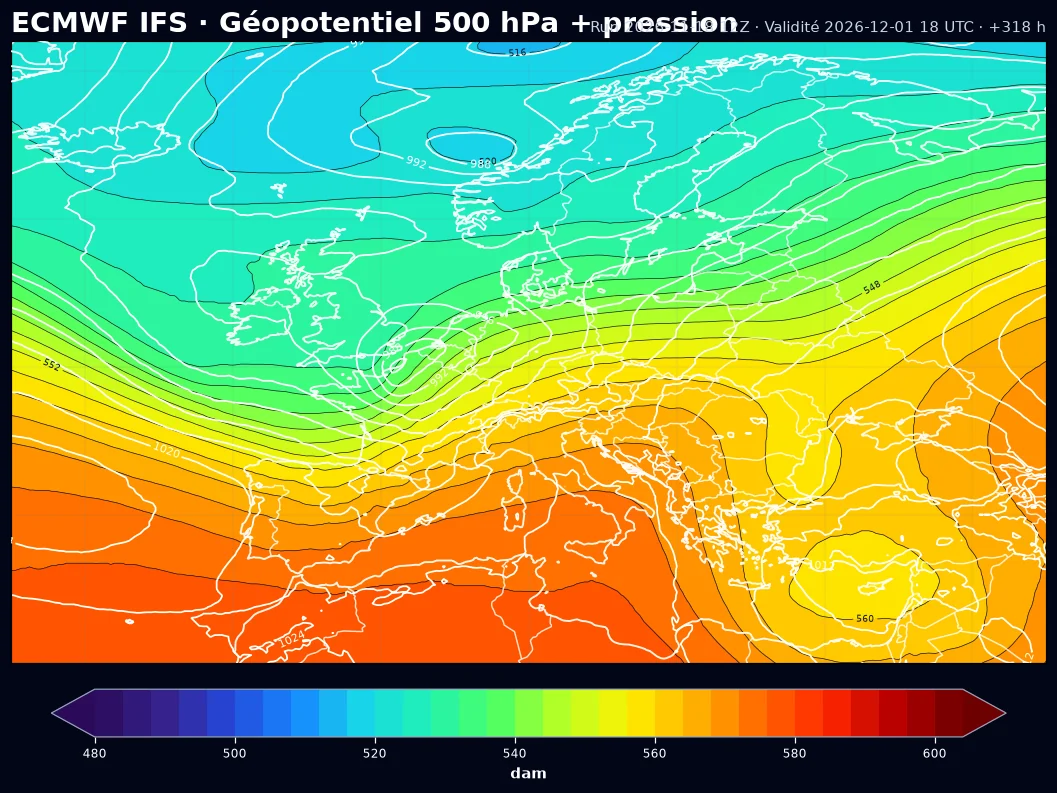 ECMWF IFS · Géopotentiel 500 hPa + pression
Validité 2026-12-01 18 UTC · +318 h
516
992
980
548
552
1020
560
1024
480 500 520 540 560 580 600
dam